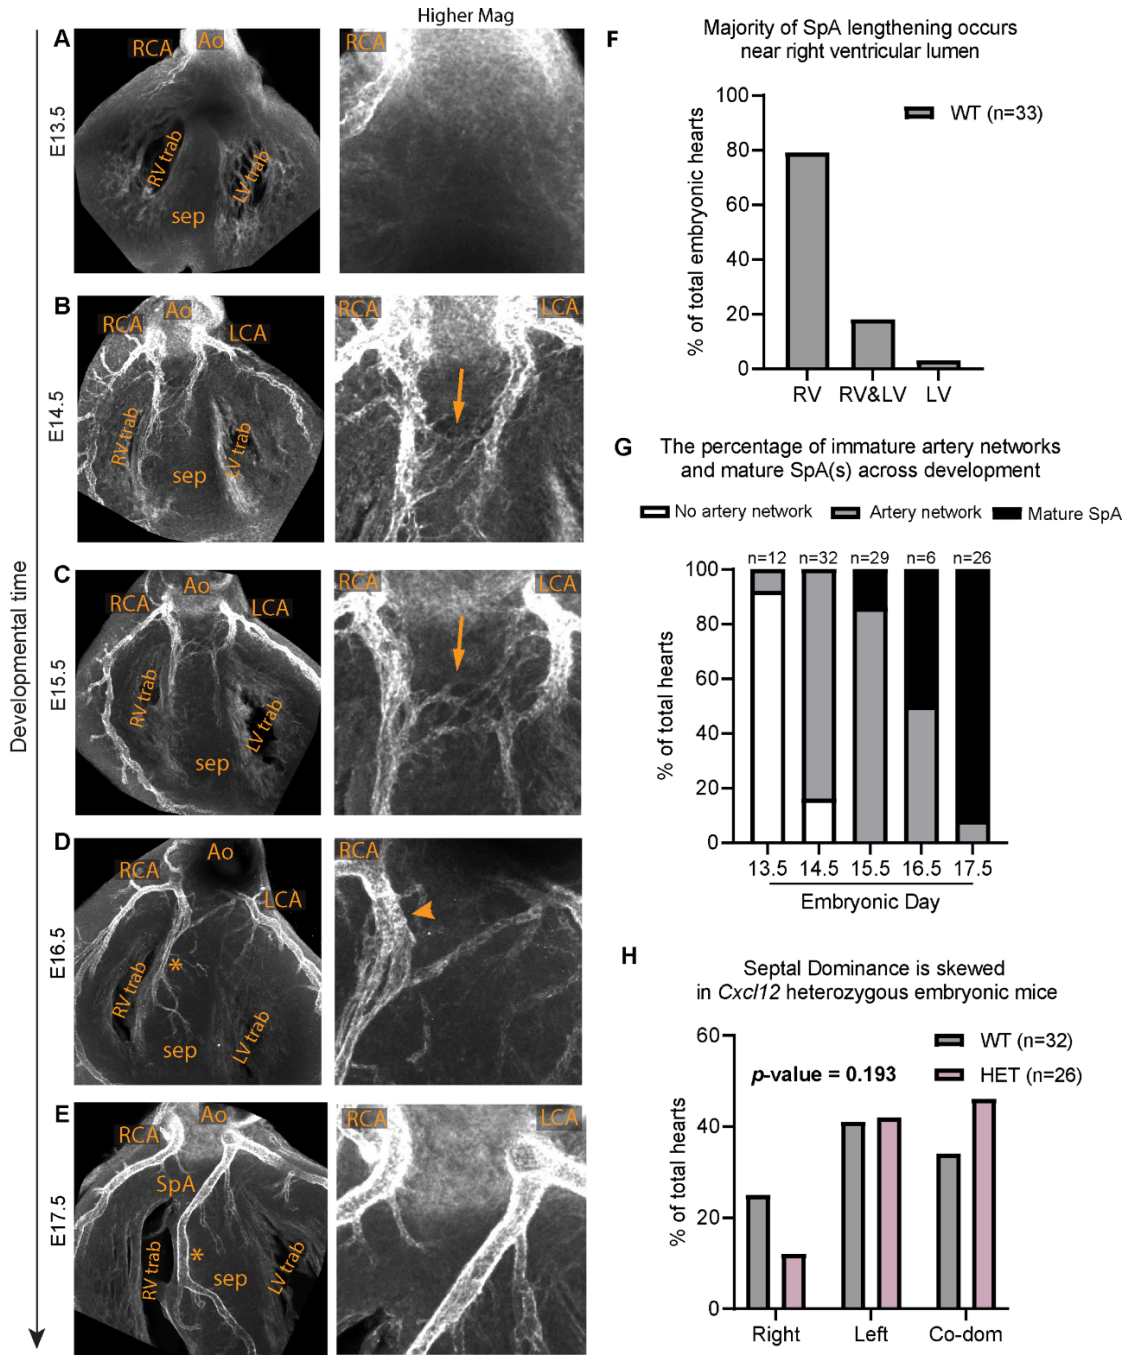 Higher Mag
Developmental time
A
E13.5
RCA
Ao
RV trab
LV trab
sep
RCA
B
E14.5
RCA
Ao
LCA
RV trab
LV trab
sep
RCA
LCA
C
E15.5
RCA
Ao
LCA
RV trab
LV trab
sep
RCA
LCA
D
E16.5
RCA
Ao
LCA
*
RV trab
LV trab
sep
RCA
E
E17.5
RCA
Ao
SpA
*
RV trab
sep
LV trab
RCA
LCA
F
Majority of SpA lengthening occurs
near right ventricular lumen
WT (n=33)
% of total embryonic hearts
100
80
60
40
20
0
RV RV&LV LV
G
The percentage of immature artery networks
and mature SpA(s) across development
No artery network Artery network Mature SpA
n=12 n=32 n=29 n=6 n=26
% of total hearts
100
80
60
40
20
0
13.5 14.5 15.5 16.5 17.5
Embryonic Day
H
Septal Dominance is skewed
in Cxcl12 heterozygous embryonic mice
WT (n=32)
HET (n=26)
p-value = 0.193
% of total hearts
60
40
20
0
Right Left Co-dom